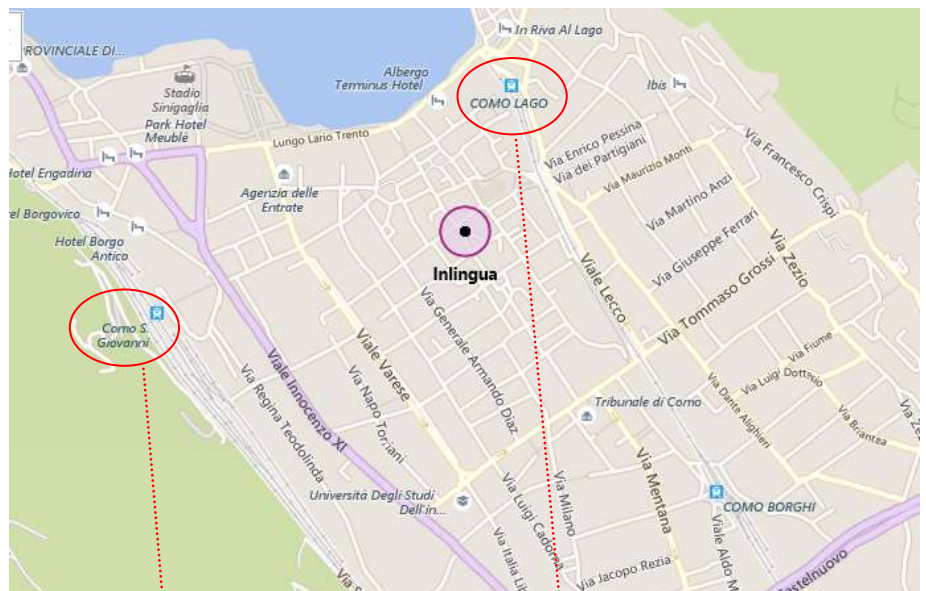 In Riva Al Lago
ROVINCIALE DI...
Albergo
Terminus Hotel
COMO LAGO
Ibis
Stadio
Sinigaglia
Park Hotel
Meublé
Lungo Lario Trento
Via Enrico Pessina
Via dei Partigiani
Via Maurizio Monti
Via Francesco Crispi
Hotel Engadina
Agenzia delle
Entrate
Via Martino Anzi
el Borgovico
Hotel Borgo
Antico
Inlingua
Via Giuseppe Ferrari
Via Zezio
Viale Lecco
Via Tommaso Grossi
Como S.
Giovanni
Via Generale Armando Diaz
Viale Varese
Viale Innocenzo XI
Via Napo Torriani
Via Regina Teodolinda
Via Fiume
Via Luigi Dottesio
Via Dante Alighieri
Via Briantea
Via Ze
Tribunale di Como
Università Degli Studi
Dell'in...
Via Luigi Cadorna
Via Milano
Via Mentana
COMO BORGHI
Viale Aldo M
Via Italia Lib
Via Jacopo Rezia
Castelnuovo
Via S